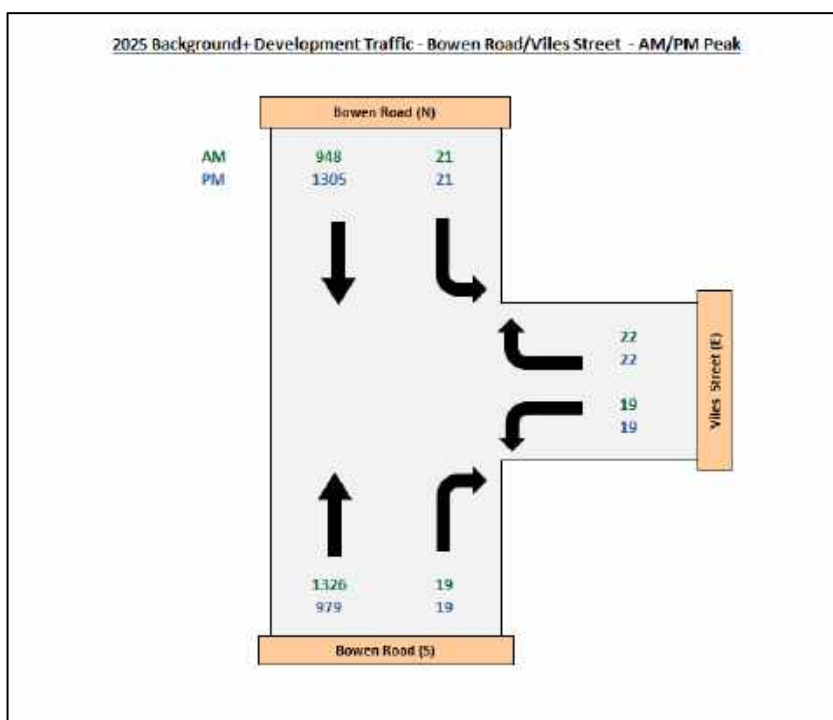 2025 Background+ Development Traffic - Bowen Road/Viles Street - AM/PM Peak
Bowen Road (N)
AM 948 21
PM 1305 21
22
22
19
19
Viles Street (E)
1326 19
979 19
Bowen Road (S)